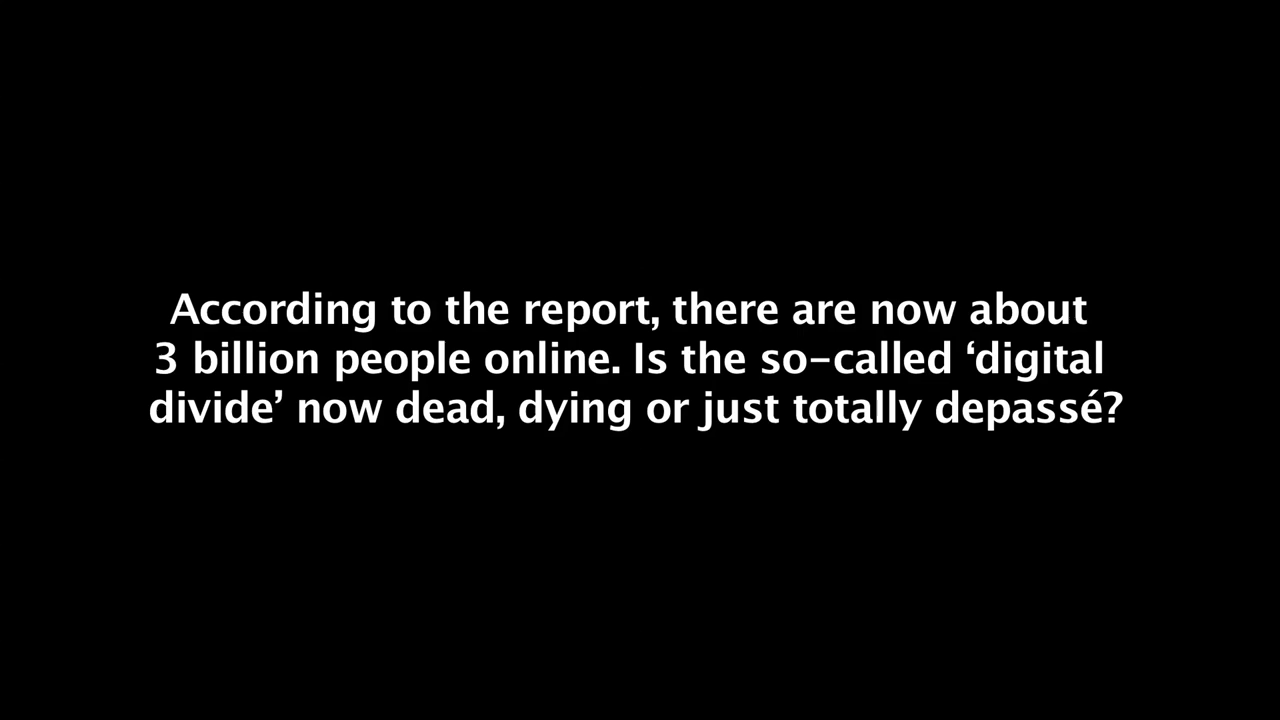 According to the report, there are now about
3 billion people online. Is the so-called ‘digital
divide’ now dead, dying or just totally depassé?